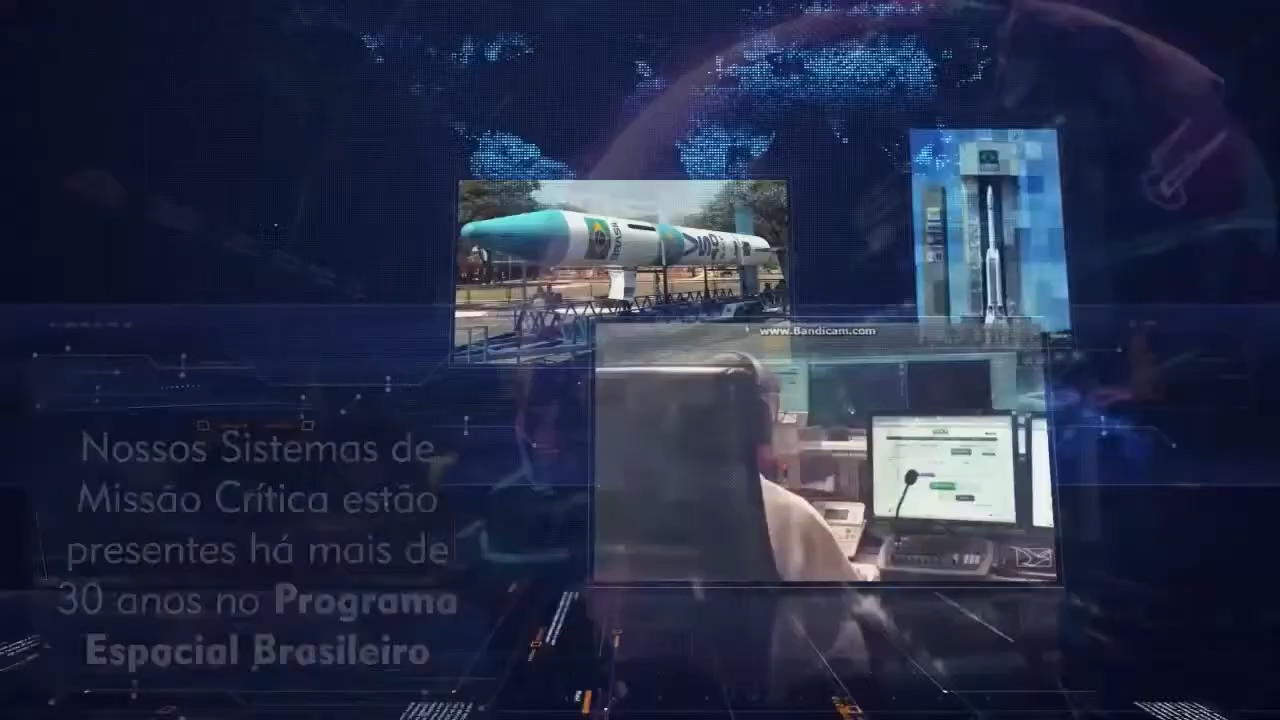 www.Bandicam.com
BRASIL
Nossos Sistemas de
Missão Crítica estão
presentes há mais de
30 anos no Programa
Espacial Brasileiro